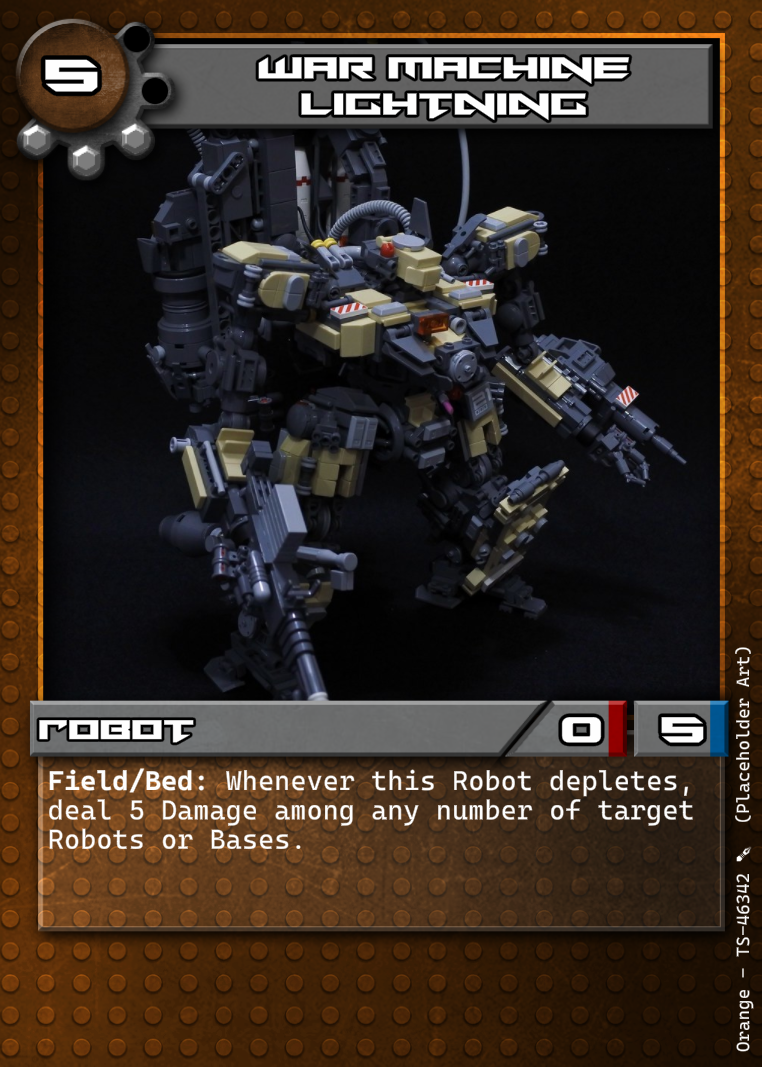 5
WAR MACHINE
LIGHTNING
ROBOT
0
5
Field/Bed: Whenever this Robot depletes,
deal 5 Damage among any number of target
Robots or Bases.
Orange - TS-46342 ✒ (Placeholder Art)